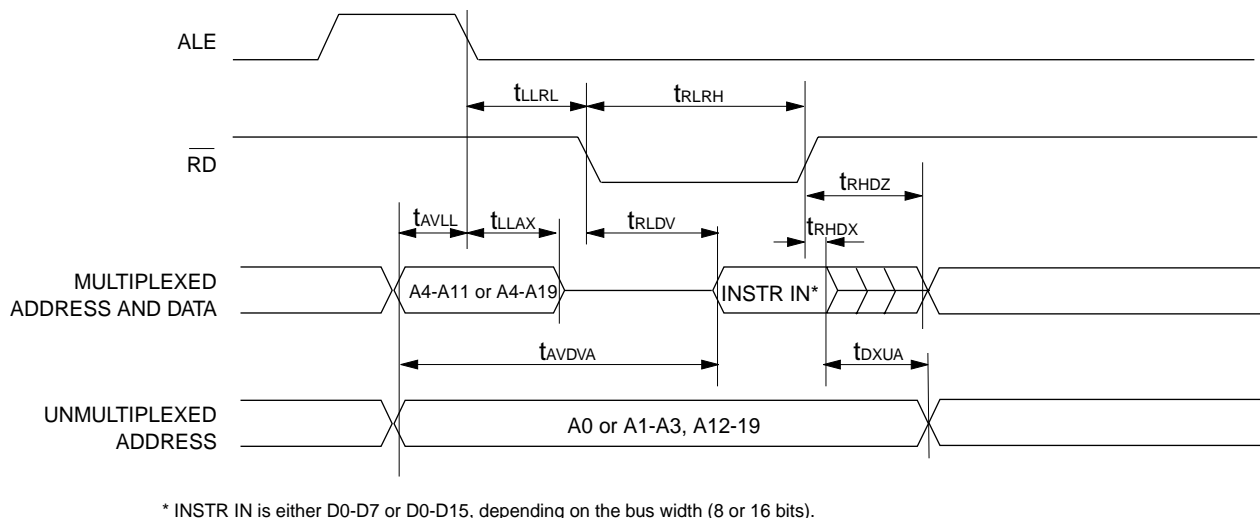 ALE
tLLRL
tRLRH
RD
tRHDZ
tAVLL
tLLAX
tRLDV
tRHDX
MULTIPLEXED
ADDRESS AND DATA
A4-A11 or A4-A19
INSTR IN*
tAVDVA
tDXUA
UNMULTIPLEXED
ADDRESS
A0 or A1-A3, A12-19
* INSTR IN is either D0-D7 or D0-D15, depending on the bus width (8 or 16 bits).